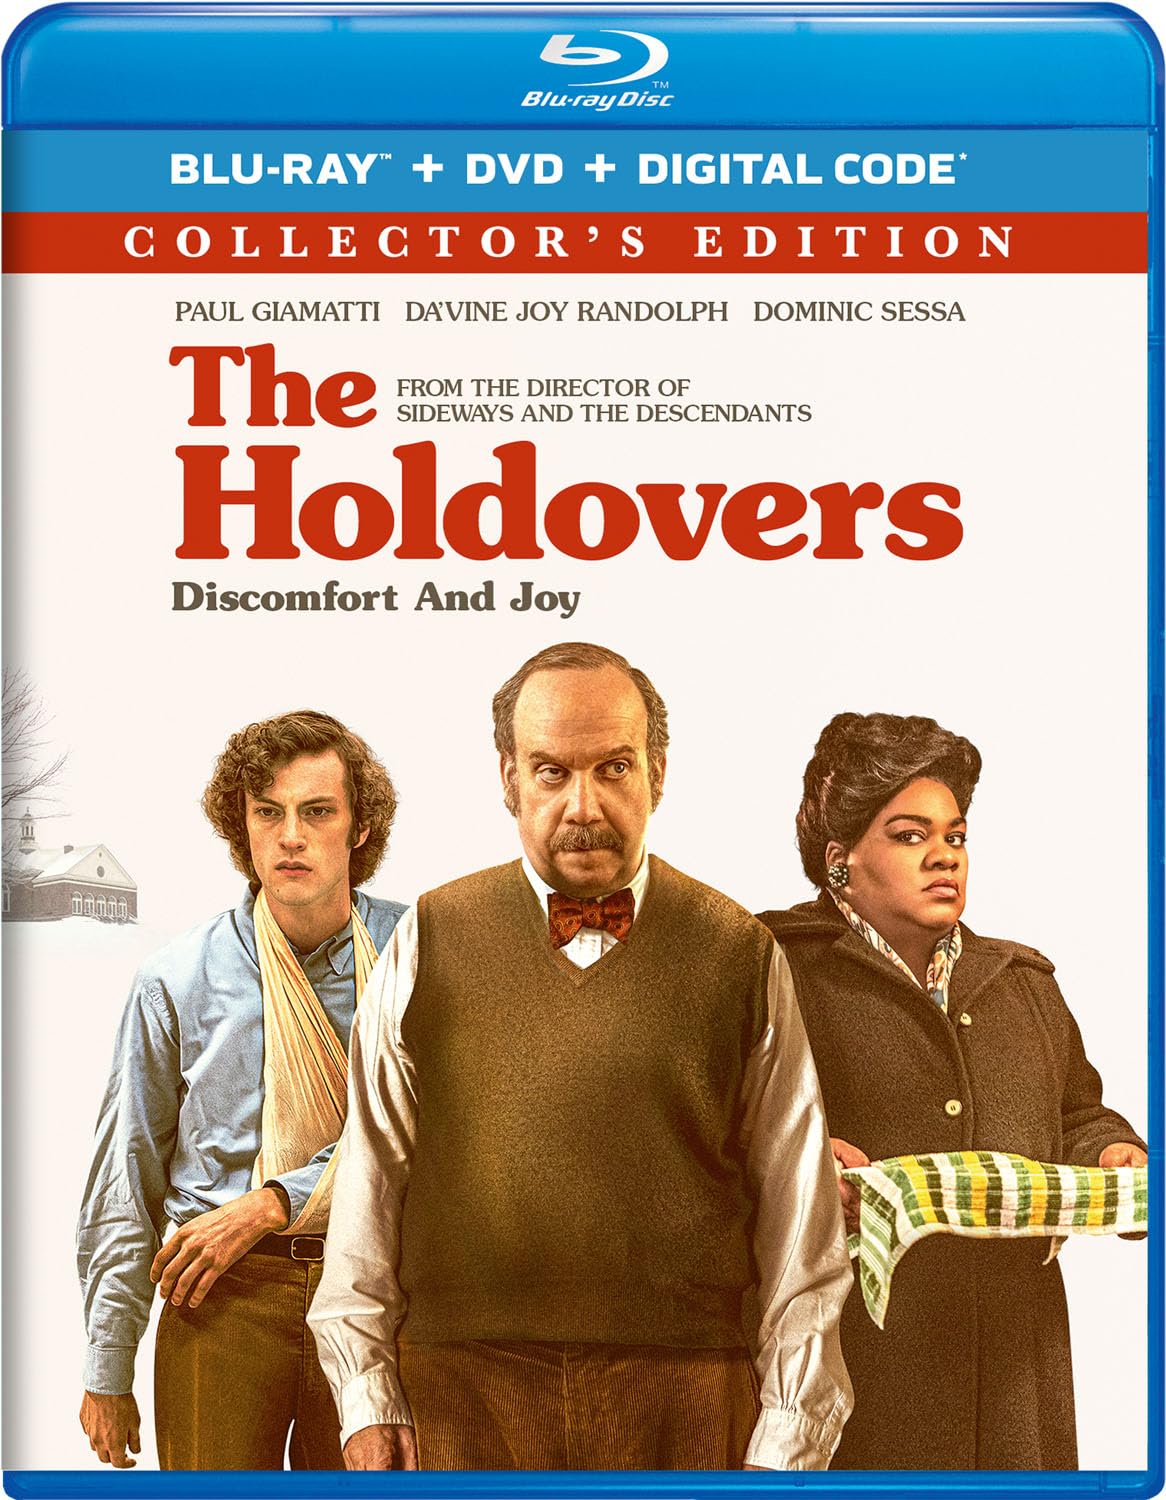 Blu-ray Disc™
BLU-RAY™ + DVD + DIGITAL CODE*
COLLECTOR'S EDITION
PAUL GIAMATTI DA'VINE JOY RANDOLPH DOMINIC SESSA
The
FROM THE DIRECTOR OF
SIDEWAYS AND THE DESCENDANTS
Holdovers
Discomfort And Joy